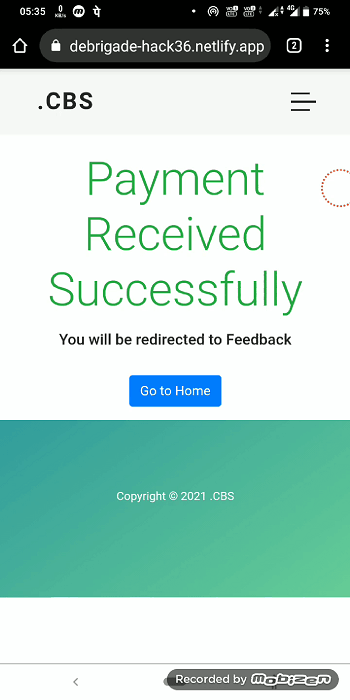 05:35 0 KB/s 4G 75%
debrigade-hack36.netlify.app 2
.CBS
Payment
Received
Successfully
You will be redirected to Feedback
Go to Home
Copyright © 2021 .CBS
Recorded by Mobizen